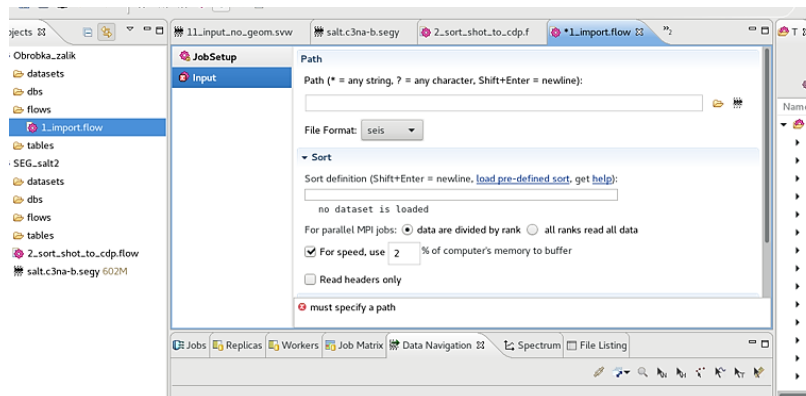 ojects
Obrobka_zalik
datasets
dbs
flows
1_import.flow
tables
SEG_salt2
datasets
dbs
flows
tables
2_sort_shot_to_cdp.flow
salt.c3na-b.segy 602M
11_input_no_geom.svw
salt.c3na-b.segy
2_sort_shot_to_cdp.f
*1_import.flow
»2
JobSetup
Input
Path
Path (* = any string, ? = any character, Shift+Enter = newline):
File Format: seis
Sort
Sort definition (Shift+Enter = newline, load pre-defined sort, get help):
no dataset is loaded
For parallel MPI jobs: data are divided by rank all ranks read all data
For speed, use 2 % of computer's memory to buffer
Read headers only
must specify a path
Jobs Replicas Workers Job Matrix Data Navigation Spectrum File Listing
T
Name